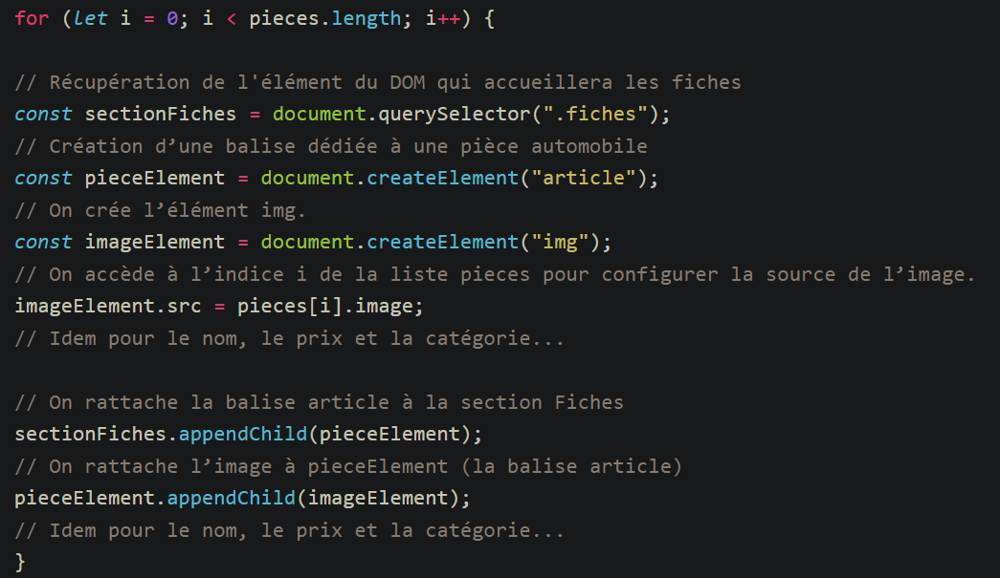 for (let i = 0; i < pieces.length; i++) {
// Récupération de l'élément du DOM qui accueillera les fiches
const sectionFiches = document.querySelector(".fiches");
// Création d’une balise dédiée à une pièce automobile
const pieceElement = document.createElement("article");
// On crée l’élément img.
const imageElement = document.createElement("img");
// On accède à l’indice i de la liste pieces pour configurer la source de l’image.
imageElement.src = pieces[i].image;
// Idem pour le nom, le prix et la catégorie...
// On rattache la balise article à la section Fiches
sectionFiches.appendChild(pieceElement);
// On rattache l’image à pieceElement (la balise article)
pieceElement.appendChild(imageElement);
// Idem pour le nom, le prix et la catégorie...
}